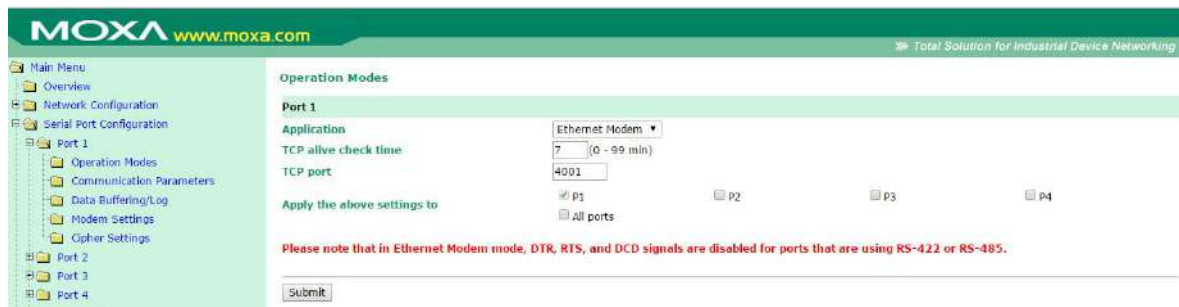 MOXA www.moxa.com
Total Solution for Industrial Device Networking
Main Menu
Overview
Network Configuration
Serial Port Configuration
Port 1
Operation Modes
Communication Parameters
Data Buffering/Log
Modem Settings
Cipher Settings
Port 2
Port 3
Port 4
Operation Modes
Port 1
Application Ethernet Modem
TCP alive check time 7 (0 - 99 min)
TCP port 4001
Apply the above settings to P1 P2 P3 P4
All ports
Please note that in Ethernet Modem mode, DTR, RTS, and DCD signals are disabled for ports that are using RS-422 or RS-485.
Submit